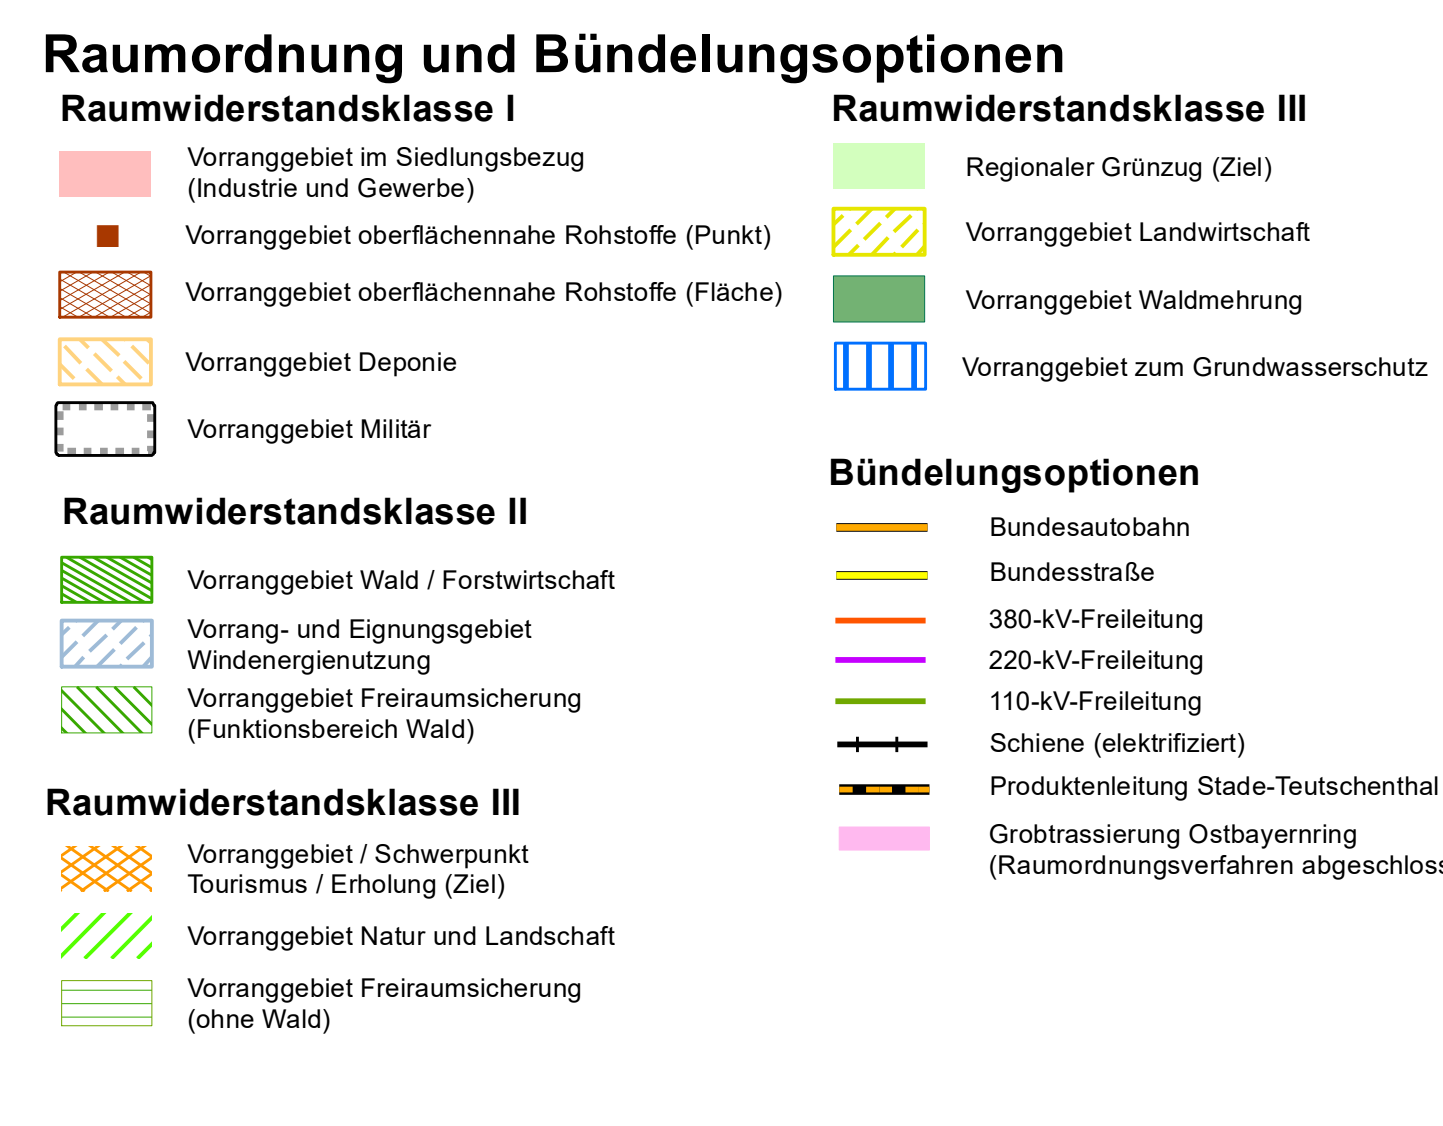 Raumordnung und Bündelungsoptionen
Raumwiderstandsklasse I
Vorranggebiet im Siedlungsbezug
(Industrie und Gewerbe)
Vorranggebiet oberflächennahe Rohstoffe (Punkt)
Vorranggebiet oberflächennahe Rohstoffe (Fläche)
Vorranggebiet Deponie
Vorranggebiet Militär
Raumwiderstandsklasse II
Vorranggebiet Wald / Forstwirtschaft
Vorrang- und Eignungsgebiet
Windenergienutzung
Vorranggebiet Freiraumsicherung
(Funktionsbereich Wald)
Raumwiderstandsklasse III
Vorranggebiet / Schwerpunkt
Tourismus / Erholung (Ziel)
Vorranggebiet Natur und Landschaft
Vorranggebiet Freiraumsicherung
(ohne Wald)
Raumwiderstandsklasse III
Regionaler Grünzug (Ziel)
Vorranggebiet Landwirtschaft
Vorranggebiet Waldmehrung
Vorranggebiet zum Grundwasserschutz
Bündelungsoptionen
Bundesautobahn
Bundesstraße
380-kV-Freileitung
220-kV-Freileitung
110-kV-Freileitung
Schiene (elektrifiziert)
Produktenleitung Stade-Teutschenthal
Grobtrassierung Ostbayernring
(Raumordnungsverfahren abgeschloss